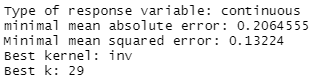 Type of response variable: continuous
minimal mean absolute error: 0.2064555
Minimal mean squared error: 0.13224
Best kernel: inv
Best k: 29